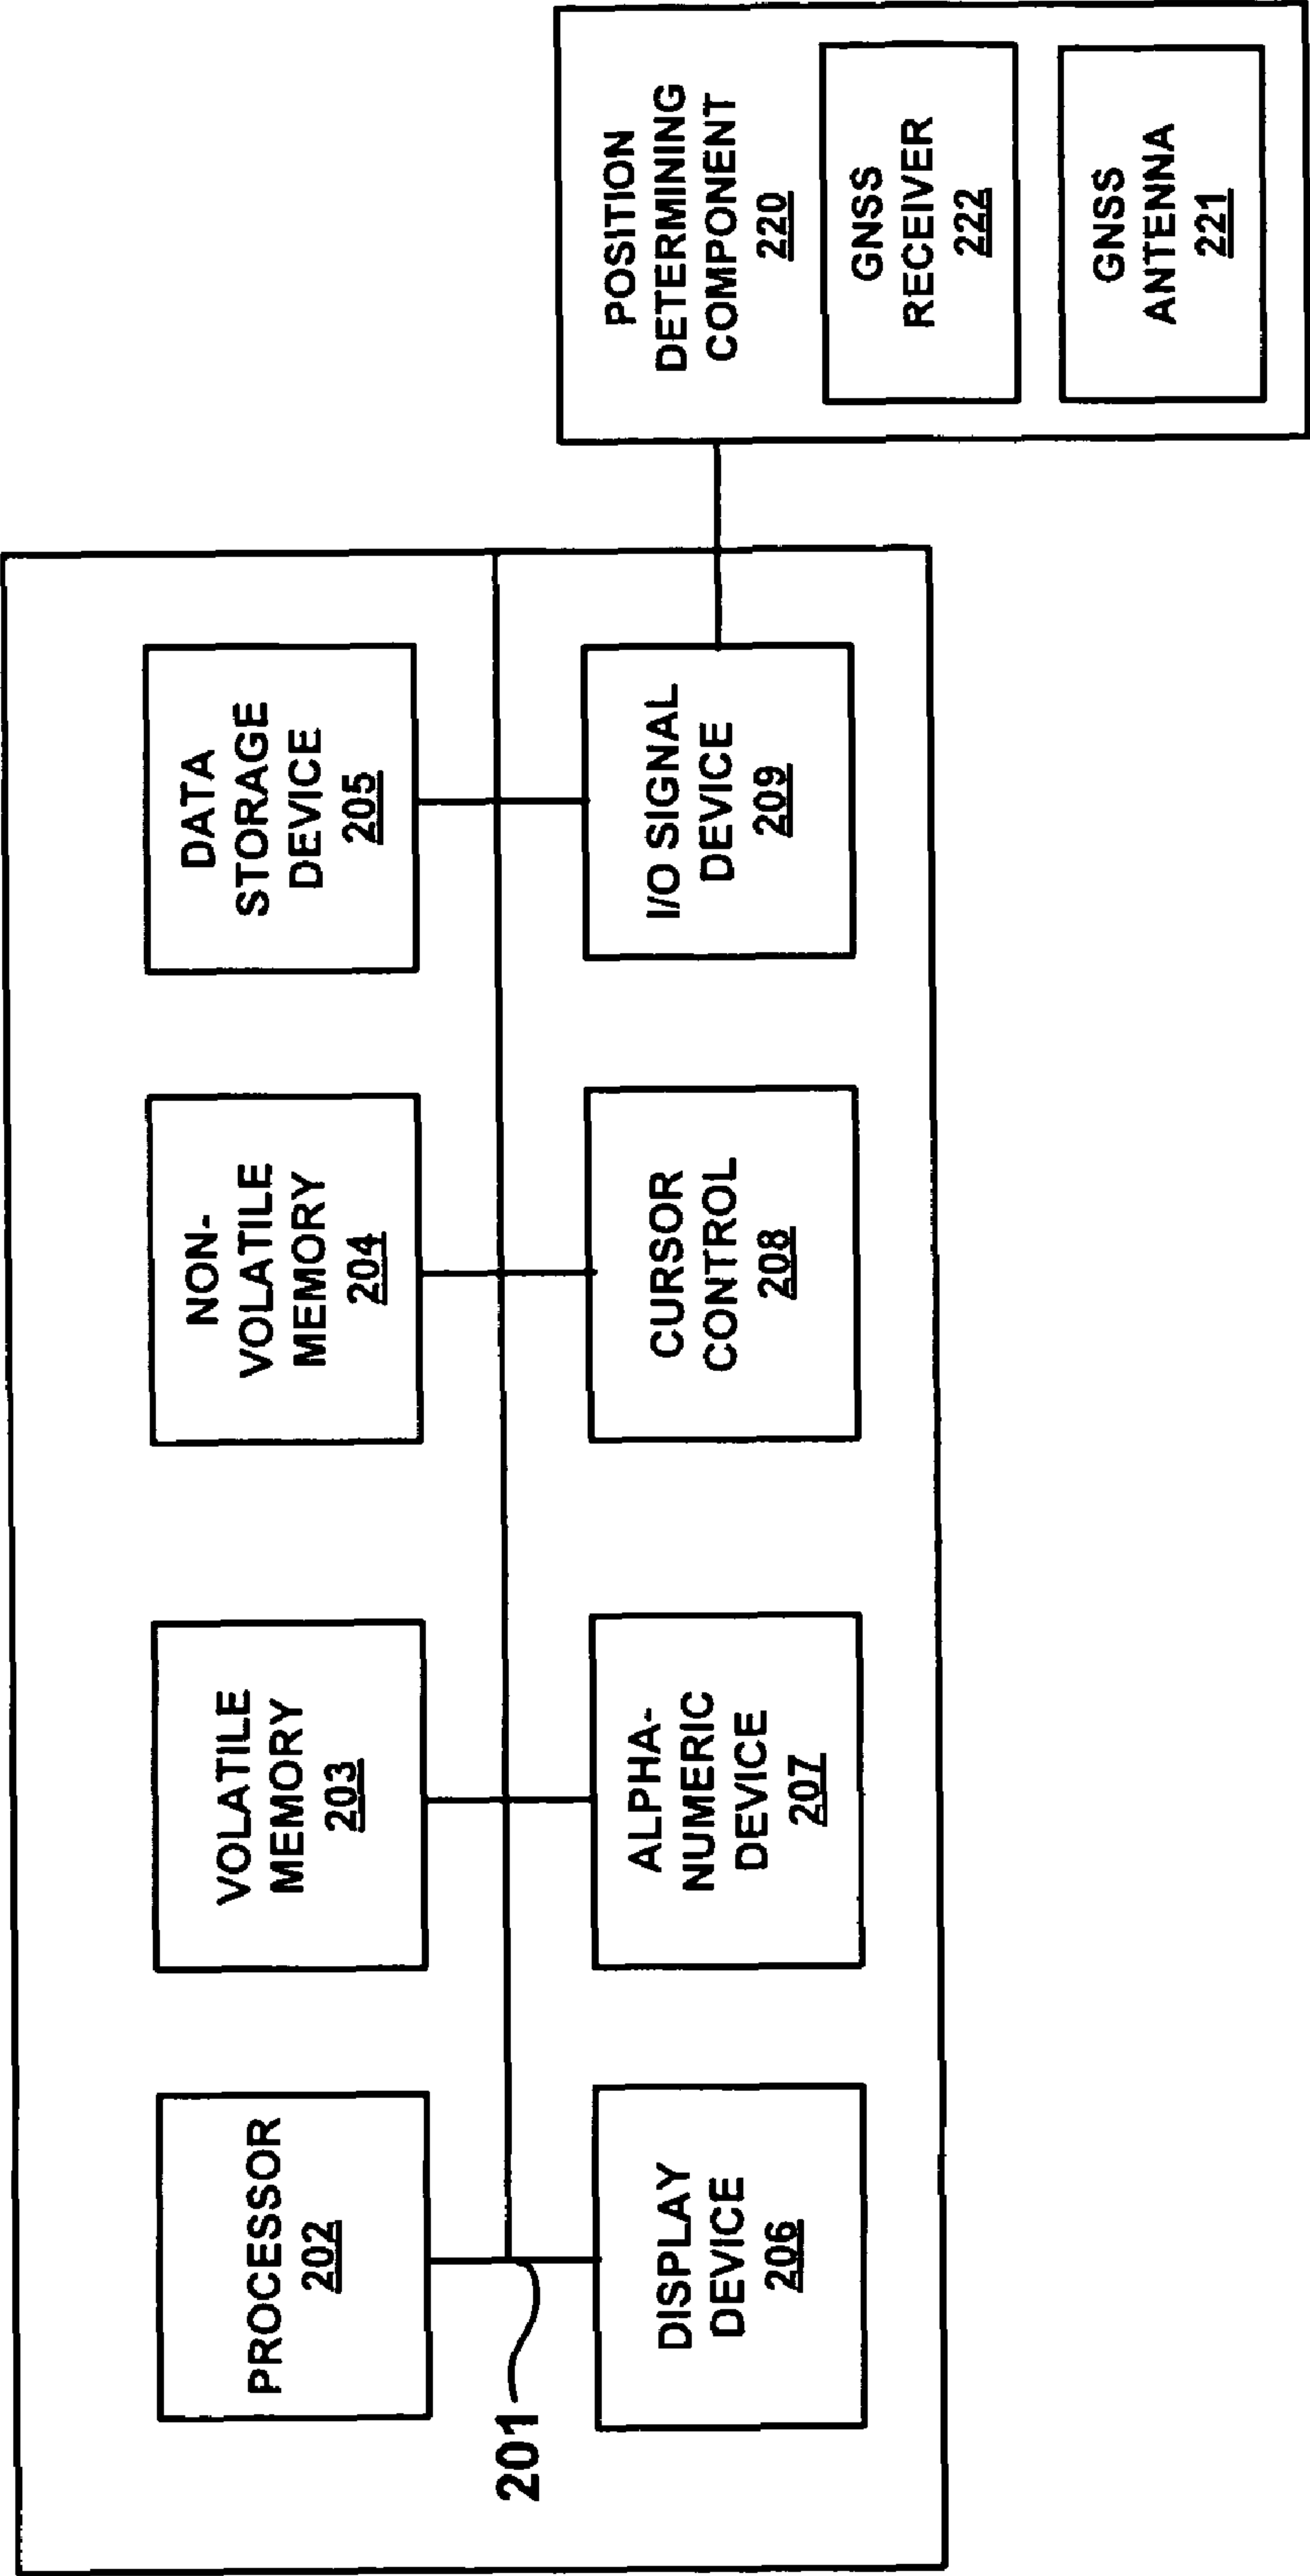 PROCESSOR
202
VOLATILE
MEMORY
203
NON-
VOLATILE
MEMORY
204
DATA
STORAGE
DEVICE
205
201
DISPLAY
DEVICE
206
ALPHA-
NUMERIC
DEVICE
207
CURSOR
CONTROL
208
I/O SIGNAL
DEVICE
209
POSITION
DETERMINING
COMPONENT
220
GNSS
RECEIVER
222
GNSS
ANTENNA
221